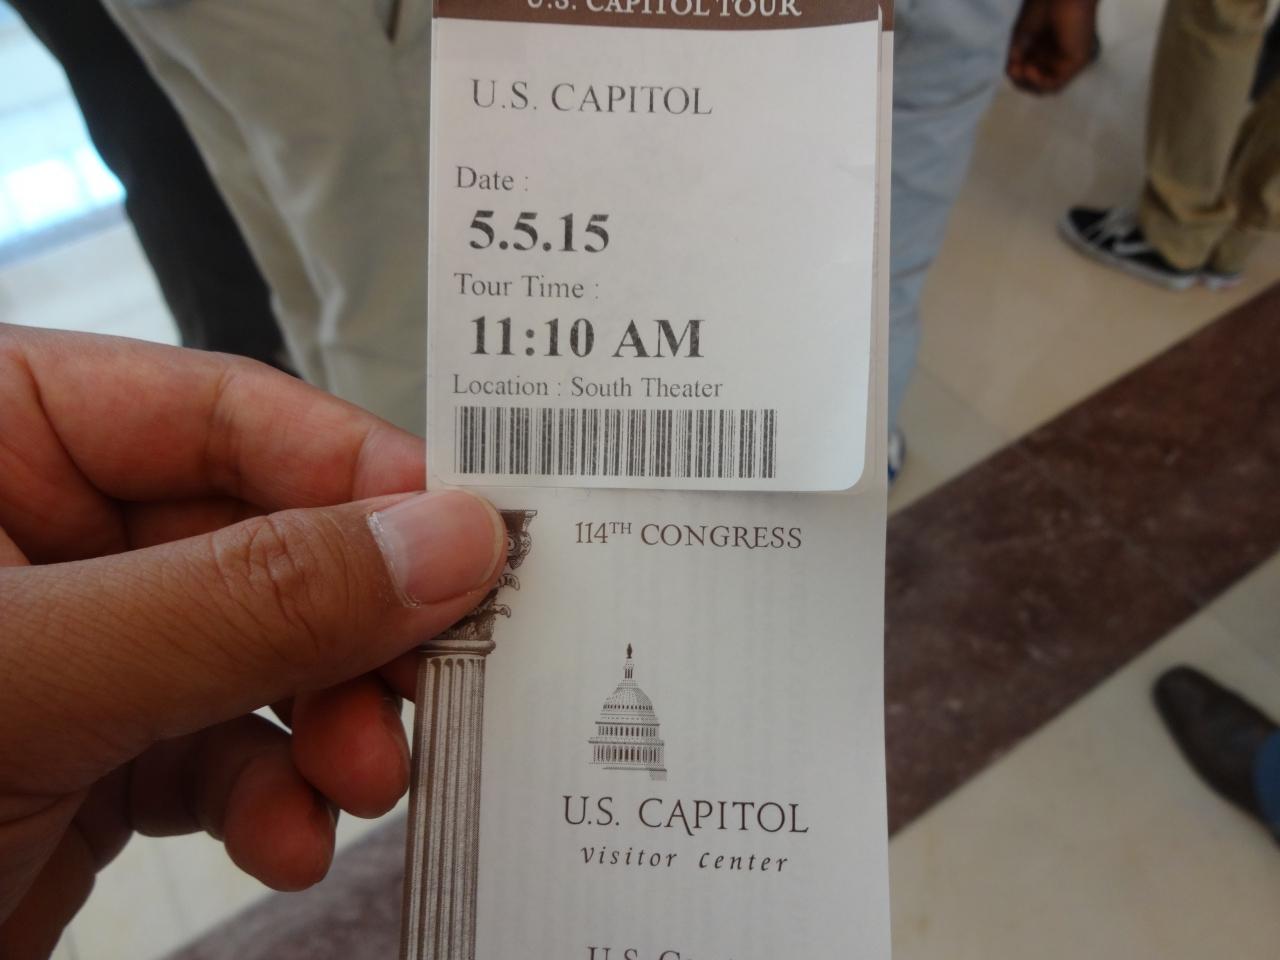 U.S. CAPITOL TOUR
U.S. CAPITOL
Date :
5.5.15
Tour Time :
11:10 AM
Location : South Theater
114TH CONGRESS
U.S. CAPITOL
Visitor Center
U.S.